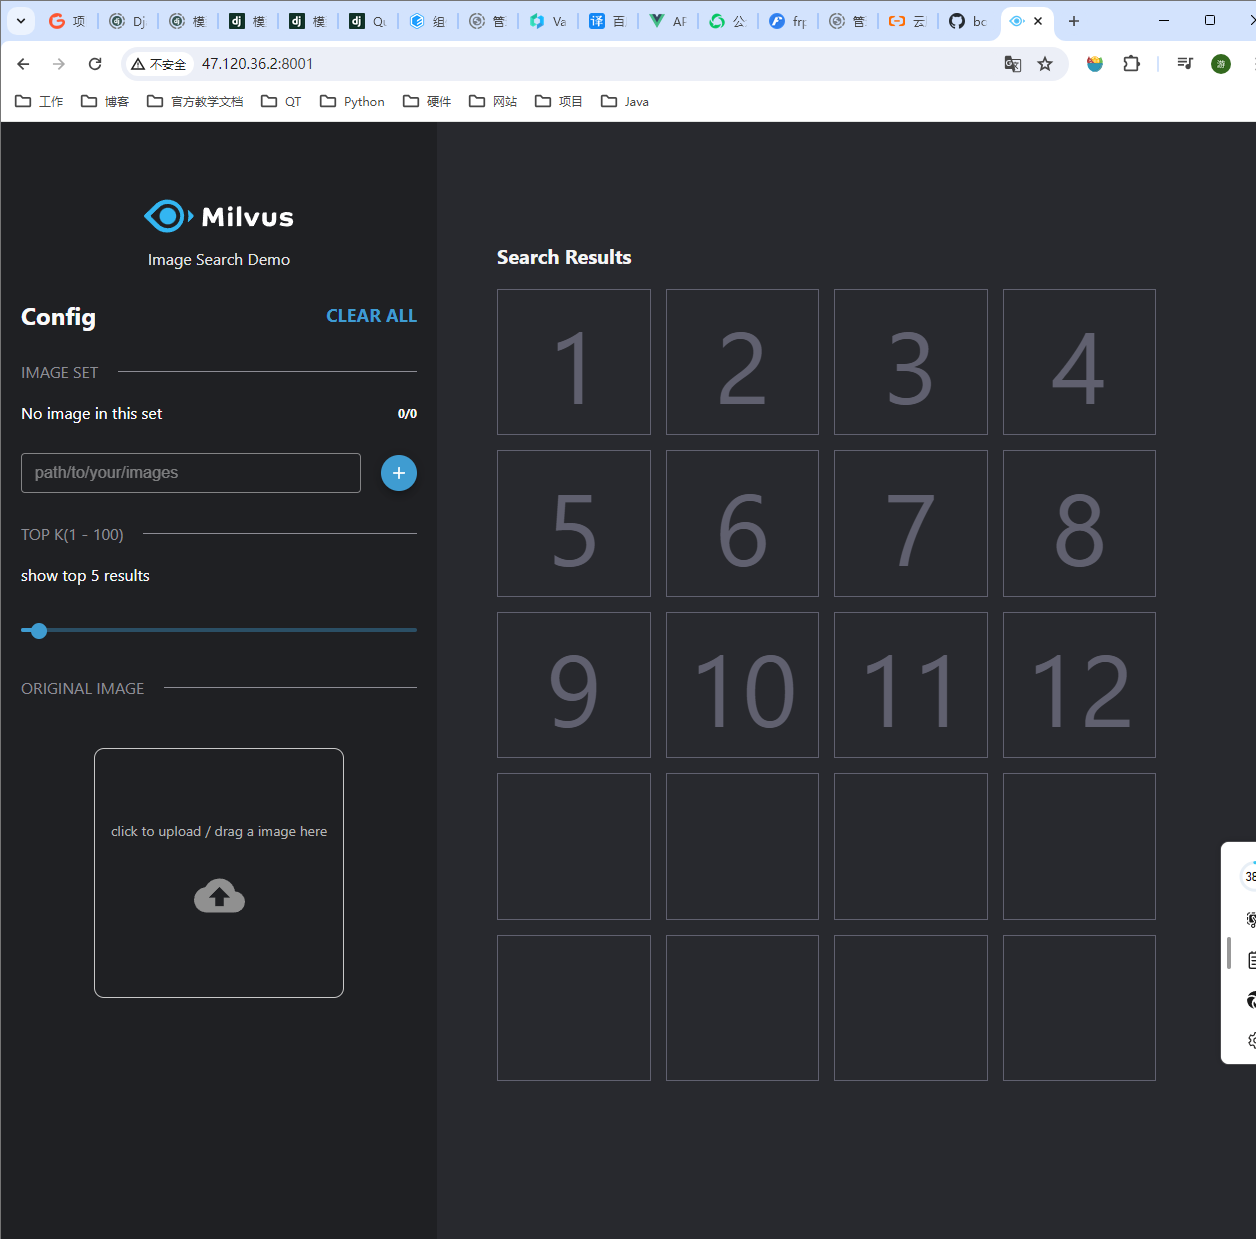 项
Dj
模
模
模
Qu
组
管
Va
百
AF
公
frp
管
云
bc
不安全
47.120.36.2:8001
游
工作
博客
官方教学文档
QT
Python
硬件
网站
项目
Java
Milvus
Image Search Demo
Config
CLEAR ALL
IMAGE SET
No image in this set
0/0
path/to/your/images
TOP K(1 - 100)
show top 5 results
ORIGINAL IMAGE
click to upload / drag a image here
Search Results
1
2
3
4
5
6
7
8
9
10
11
12
38